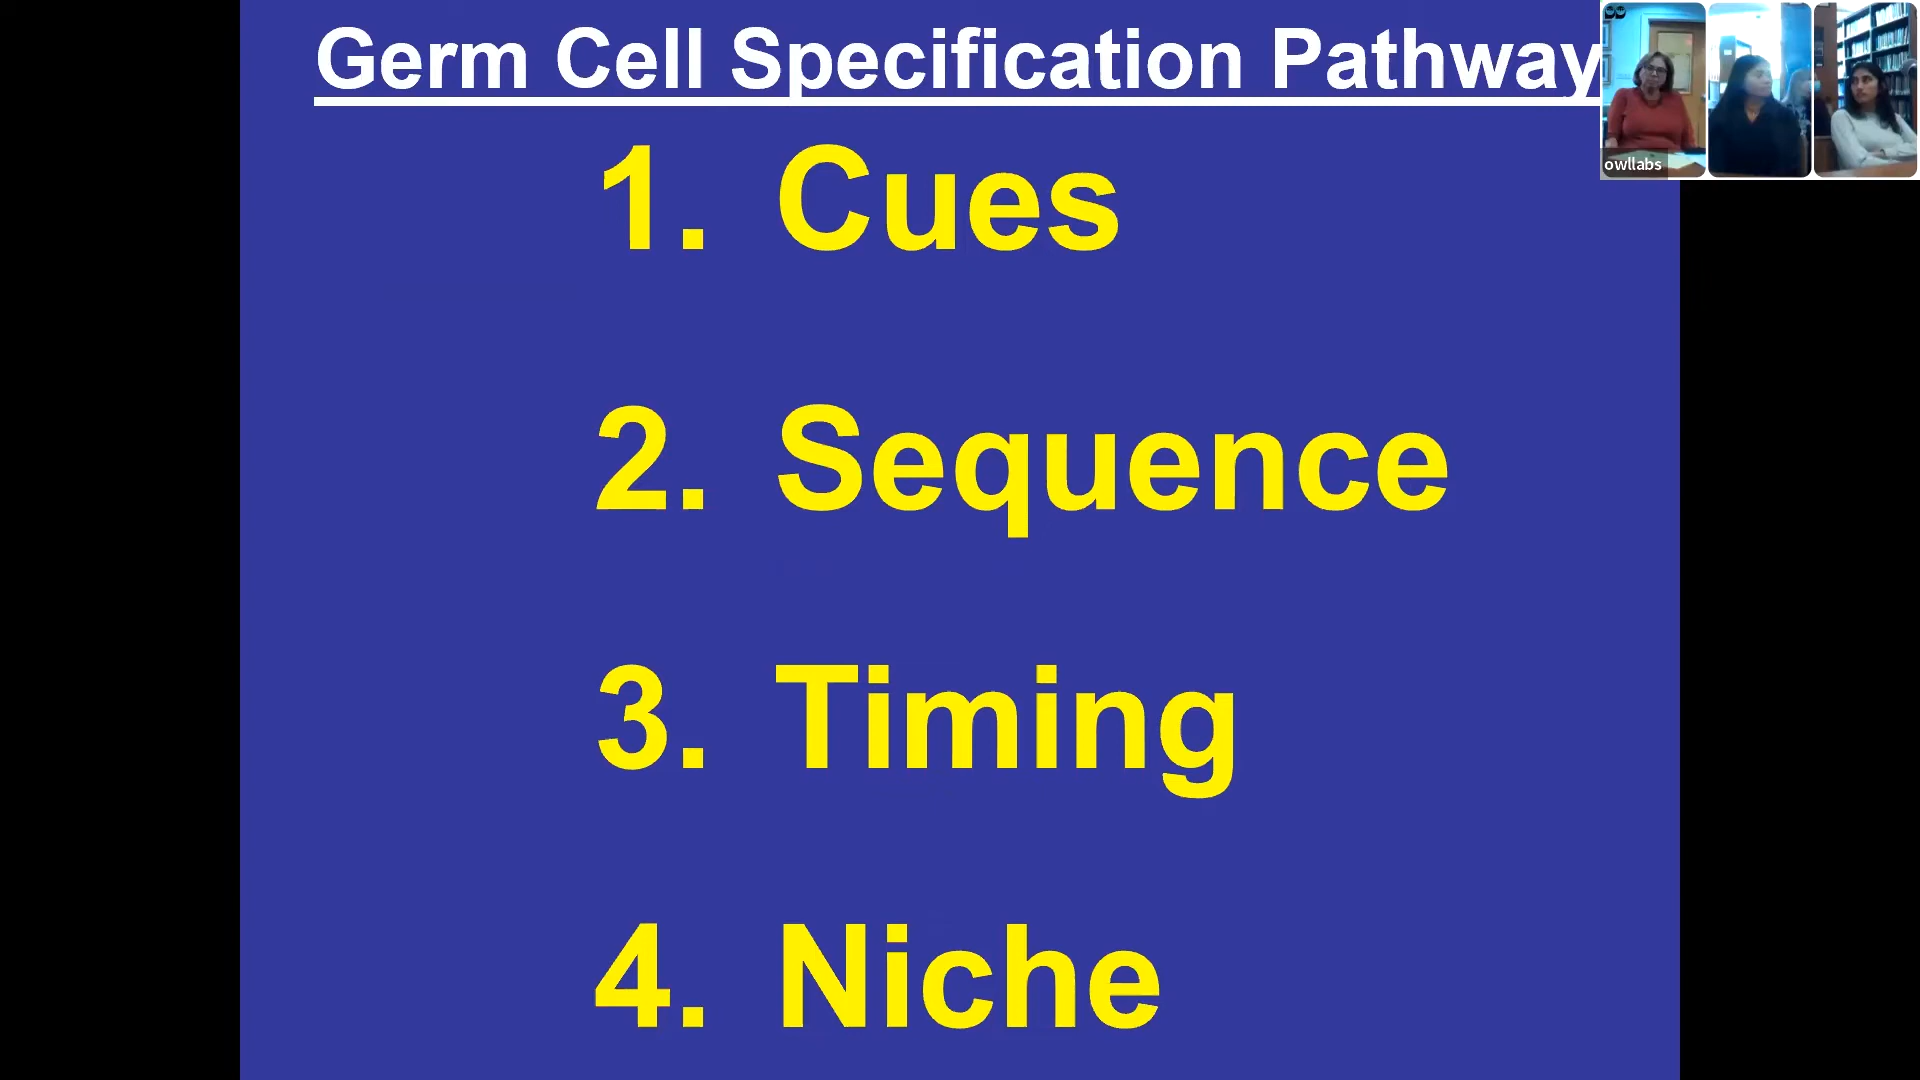 Germ Cell Specification Pathway
1. Cues
2. Sequence
3. Timing
4. Niche
owllabs